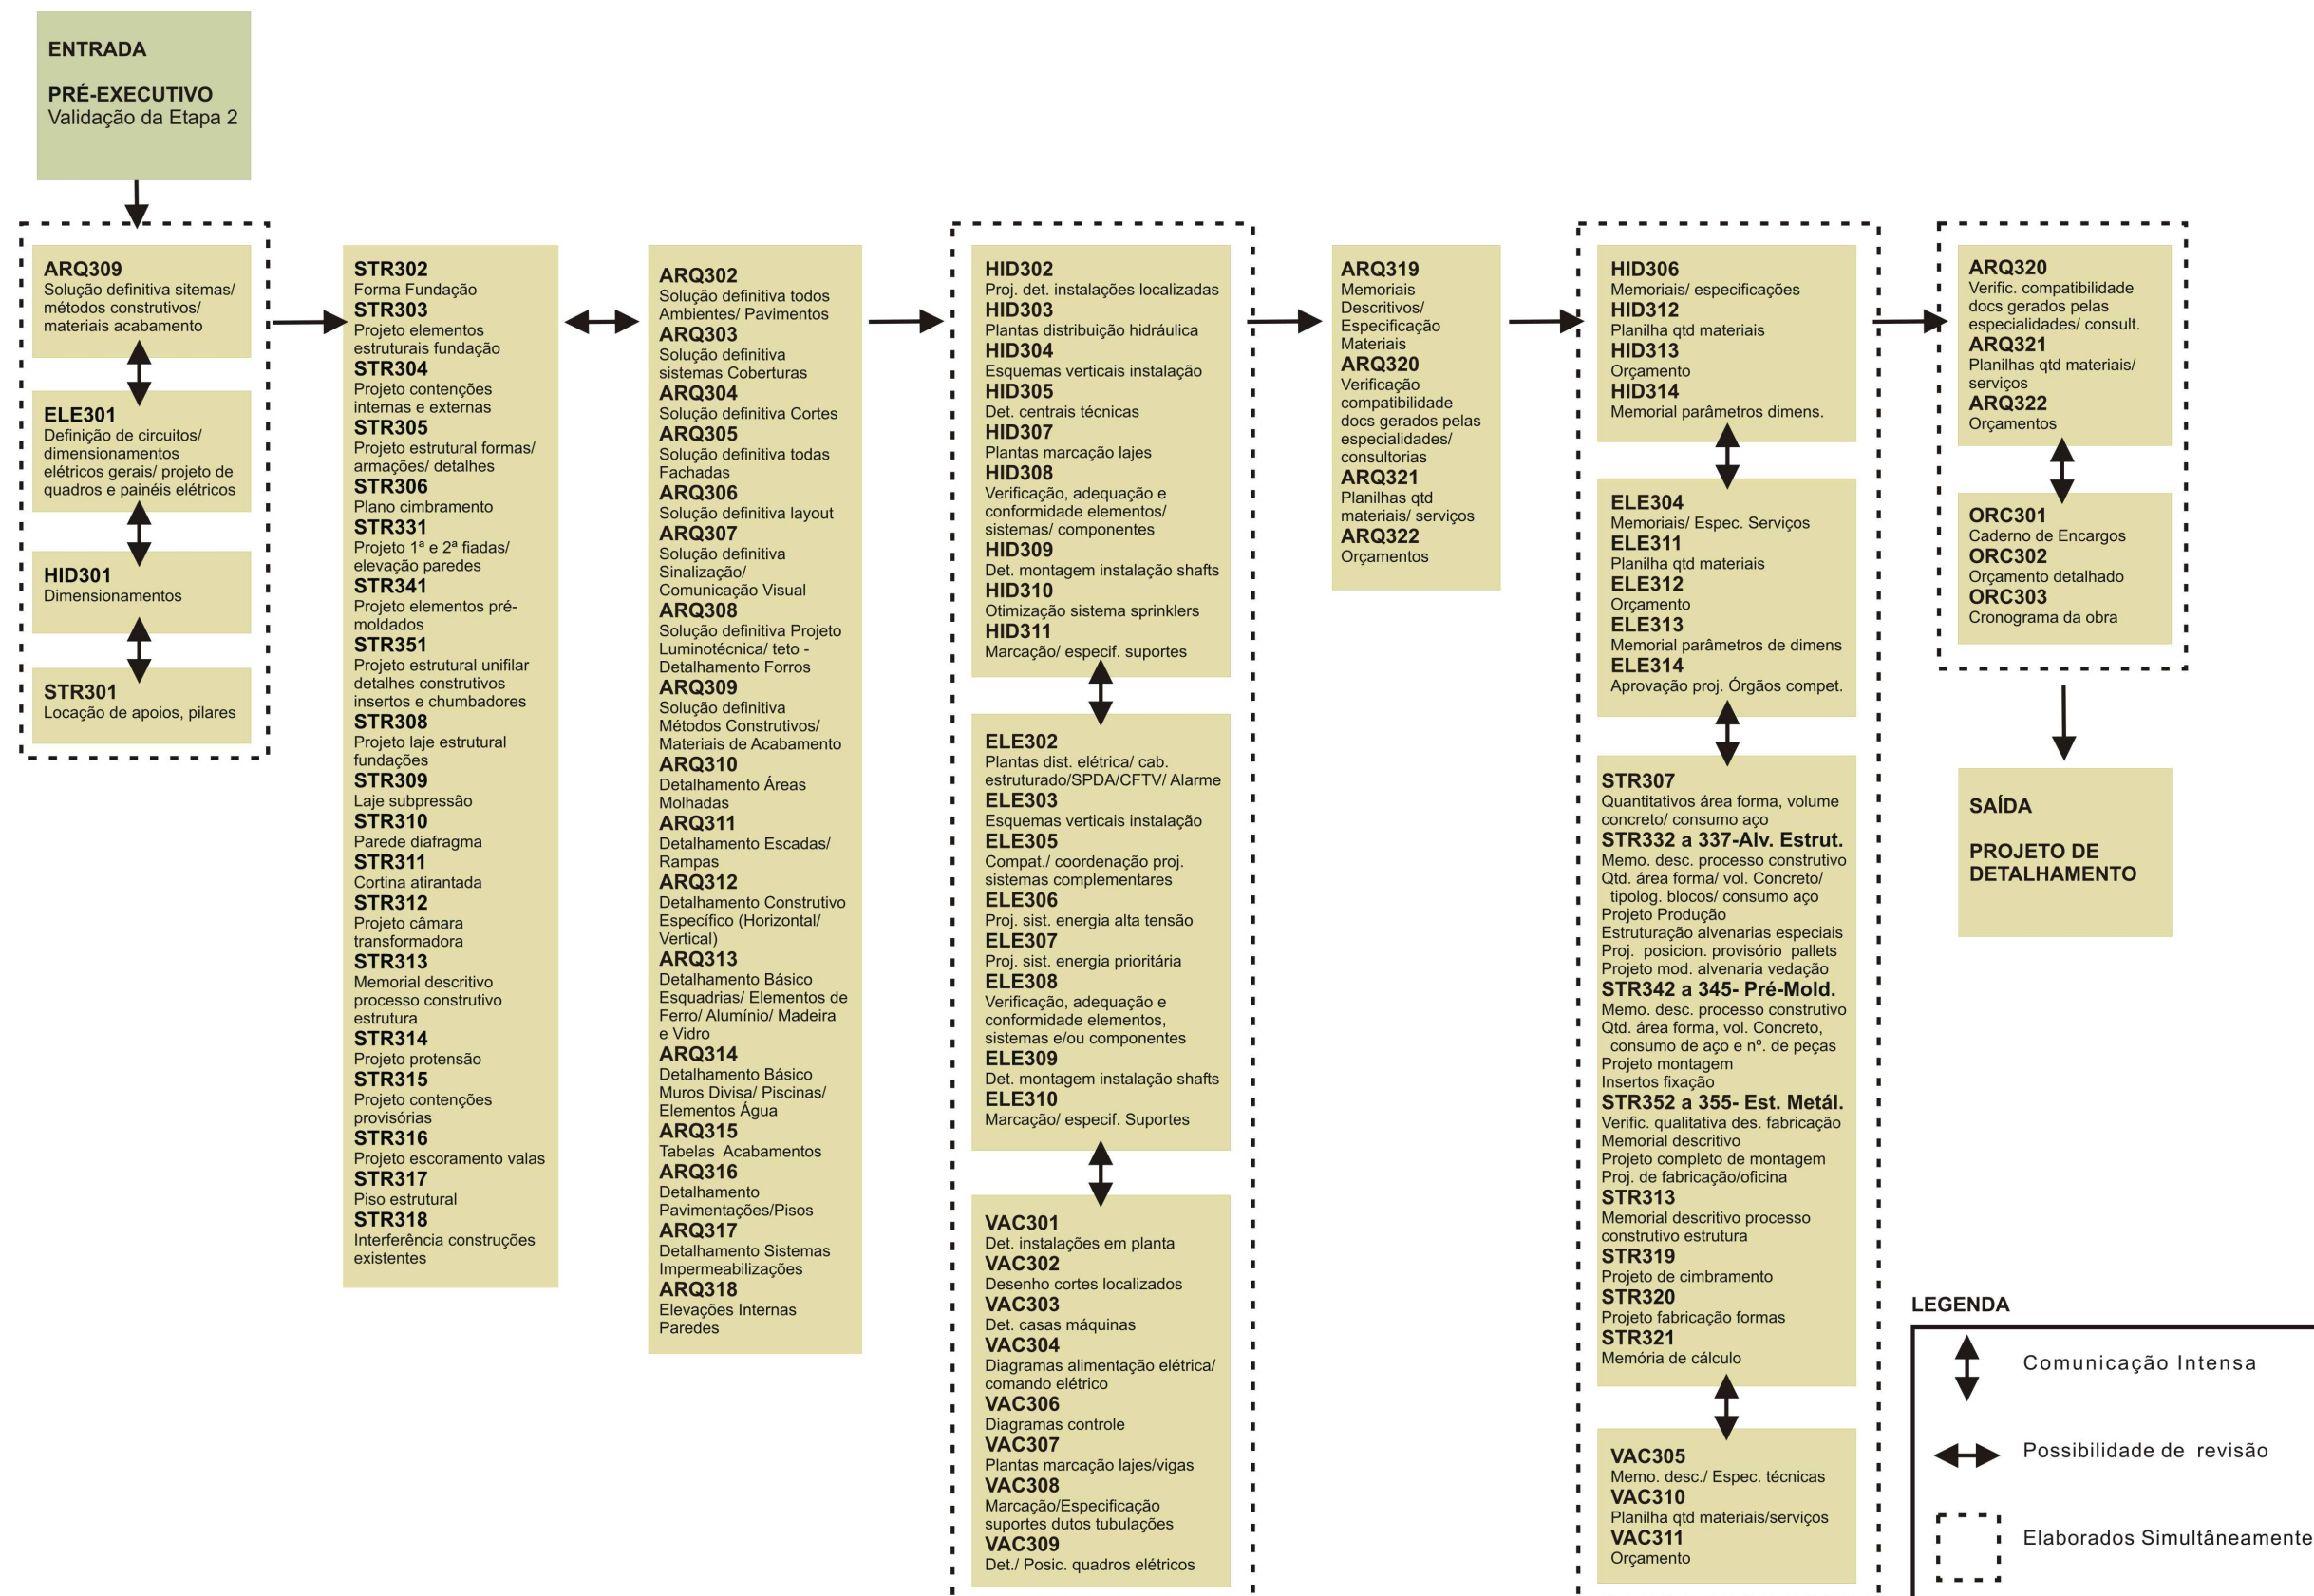 ENTRADA
PRÉ-EXECUTIVO
Validação da Etapa 2
ARQ309
Solução definitiva sitemas/
métodos construtivos/
materiais acabamento
ELE301
Definição de circuitos/
dimensionamentos
elétricos gerais/ projeto de
quadros e painéis elétricos
HID301
Dimensionamentos
STR301
Locação de apoios, pilares
STR302
Forma Fundação
STR303
Projeto elementos
estruturais fundação
STR304
Projeto contenções
internas e externas
STR305
Projeto estrutural formas/
armações/ detalhes
STR306
Plano cimbramento
STR331
Projeto 1ª e 2ª fiadas/
elevação paredes
STR341
Projeto elementos pré-
moldados
STR351
Projeto estrutural unifilar
detalhes construtivos
insertos e chumbadores
STR308
Projeto laje estrutural
fundações
STR309
Laje subpressão
STR310
Parede diafragma
STR311
Cortina atirantada
STR312
Projeto câmara
transformadora
STR313
Memorial descritivo
processo construtivo
estrutura
STR314
Projeto protensão
STR315
Projeto contenções
provisórias
STR316
Projeto escoramento valas
STR317
Piso estrutural
STR318
Interferência construções
existentes
ARQ302
Solução definitiva todos
Ambientes/ Pavimentos
ARQ303
Solução definitiva
sistemas Coberturas
ARQ304
Solução definitiva Cortes
ARQ305
Solução definitiva todas
Fachadas
ARQ306
Solução definitiva layout
ARQ307
Solução definitiva
Sinalização/
Comunicação Visual
ARQ308
Solução definitiva Projeto
Luminotécnica/ teto -
Detalhamento Forros
ARQ309
Solução definitiva
Métodos Construtivos/
Materiais de Acabamento
ARQ310
Detalhamento Áreas
Molhadas
ARQ311
Detalhamento Escadas/
Rampas
ARQ312
Detalhamento Construtivo
Específico (Horizontal/
Vertical)
ARQ313
Detalhamento Básico
Esquadrias/ Elementos de
Ferro/ Alumínio/ Madeira
e Vidro
ARQ314
Detalhamento Básico
Muros Divisa/ Piscinas/
Elementos Água
ARQ315
Tabelas Acabamentos
ARQ316
Detalhamento
Pavimentações/Pisos
ARQ317
Detalhamento Sistemas
Impermeabilizações
ARQ318
Elevações Internas
Paredes
HID302
Proj. det. instalações localizadas
HID303
Plantas distribuição hidráulica
HID304
Esquemas verticais instalação
HID305
Det. centrais técnicas
HID307
Plantas marcação lajes
HID308
Verificação, adequação e
conformidade elementos/
sistemas/ componentes
HID309
Det. montagem instalação shafts
HID310
Otimização sistema sprinklers
HID311
Marcação/ especif. suportes
ELE302
Plantas dist. elétrica/ cab.
estruturado/SPDA/CFTV/ Alarme
ELE303
Esquemas verticais instalação
ELE305
Compat./ coordenação proj.
sistemas complementares
ELE306
Proj. sist. energia alta tensão
ELE307
Proj. sist. energia prioritária
ELE308
Verificação, adequação e
conformidade elementos,
sistemas e/ou componentes
ELE309
Det. montagem instalação shafts
ELE310
Marcação/ especif. Suportes
VAC301
Det. instalações em planta
VAC302
Desenho cortes localizados
VAC303
Det. casas máquinas
VAC304
Diagramas alimentação elétrica/
comando elétrico
VAC306
Diagramas controle
VAC307
Plantas marcação lajes/vigas
VAC308
Marcação/Especificação
suportes dutos tubulações
VAC309
Det./ Posic. quadros elétricos
ARQ319
Memoriais
Descritivos/
Especificação
Materiais
ARQ320
Verificação
compatibilidade
docs gerados pelas
especialidades/
consultorias
ARQ321
Planilhas qtd
materiais/ serviços
ARQ322
Orçamentos
HID306
Memoriais/ especificações
HID312
Planilha qtd materiais
HID313
Orçamento
HID314
Memorial parâmetros dimens.
ELE304
Memoriais/ Espec. Serviços
ELE311
Planilha qtd materiais
ELE312
Orçamento
ELE313
Memorial parâmetros de dimens
ELE314
Aprovação proj. Órgãos compet.
STR307
Quantitativos área forma, volume
concreto/ consumo aço
STR332 a 337-Alv. Estrut.
Memo. desc. processo construtivo
Qtd. área forma/ vol. Concreto/
tipolog. blocos/ consumo aço
Projeto Produção
Estruturação alvenarias especiais
Proj. posicion. provisório pallets
Projeto mod. alvenaria vedação
STR342 a 345- Pré-Mold.
Memo. desc. processo construtivo
Qtd. área forma, vol. Concreto,
consumo de aço e nº. de peças
Projeto montagem
Insertos fixação
STR352 a 355- Est. Metál.
Verific. qualitativa des. fabricação
Memorial descritivo
Projeto completo de montagem
Proj. de fabricação/oficina
STR313
Memorial descritivo processo
construtivo estrutura
STR319
Projeto de cimbramento
STR320
Projeto fabricação formas
STR321
Memória de cálculo
VAC305
Memo. desc./ Espec. técnicas
VAC310
Planilha qtd materiais/serviços
VAC311
Orçamento
ARQ320
Verific. compatibilidade
docs gerados pelas
especialidades/ consult.
ARQ321
Planilhas qtd materiais/
serviços
ARQ322
Orçamentos
ORC301
Caderno de Encargos
ORC302
Orçamento detalhado
ORC303
Cronograma da obra
SAÍDA
PROJETO DE
DETALHAMENTO
LEGENDA
Comunicação Intensa
Possibilidade de revisão
Elaborados Simultâneamente